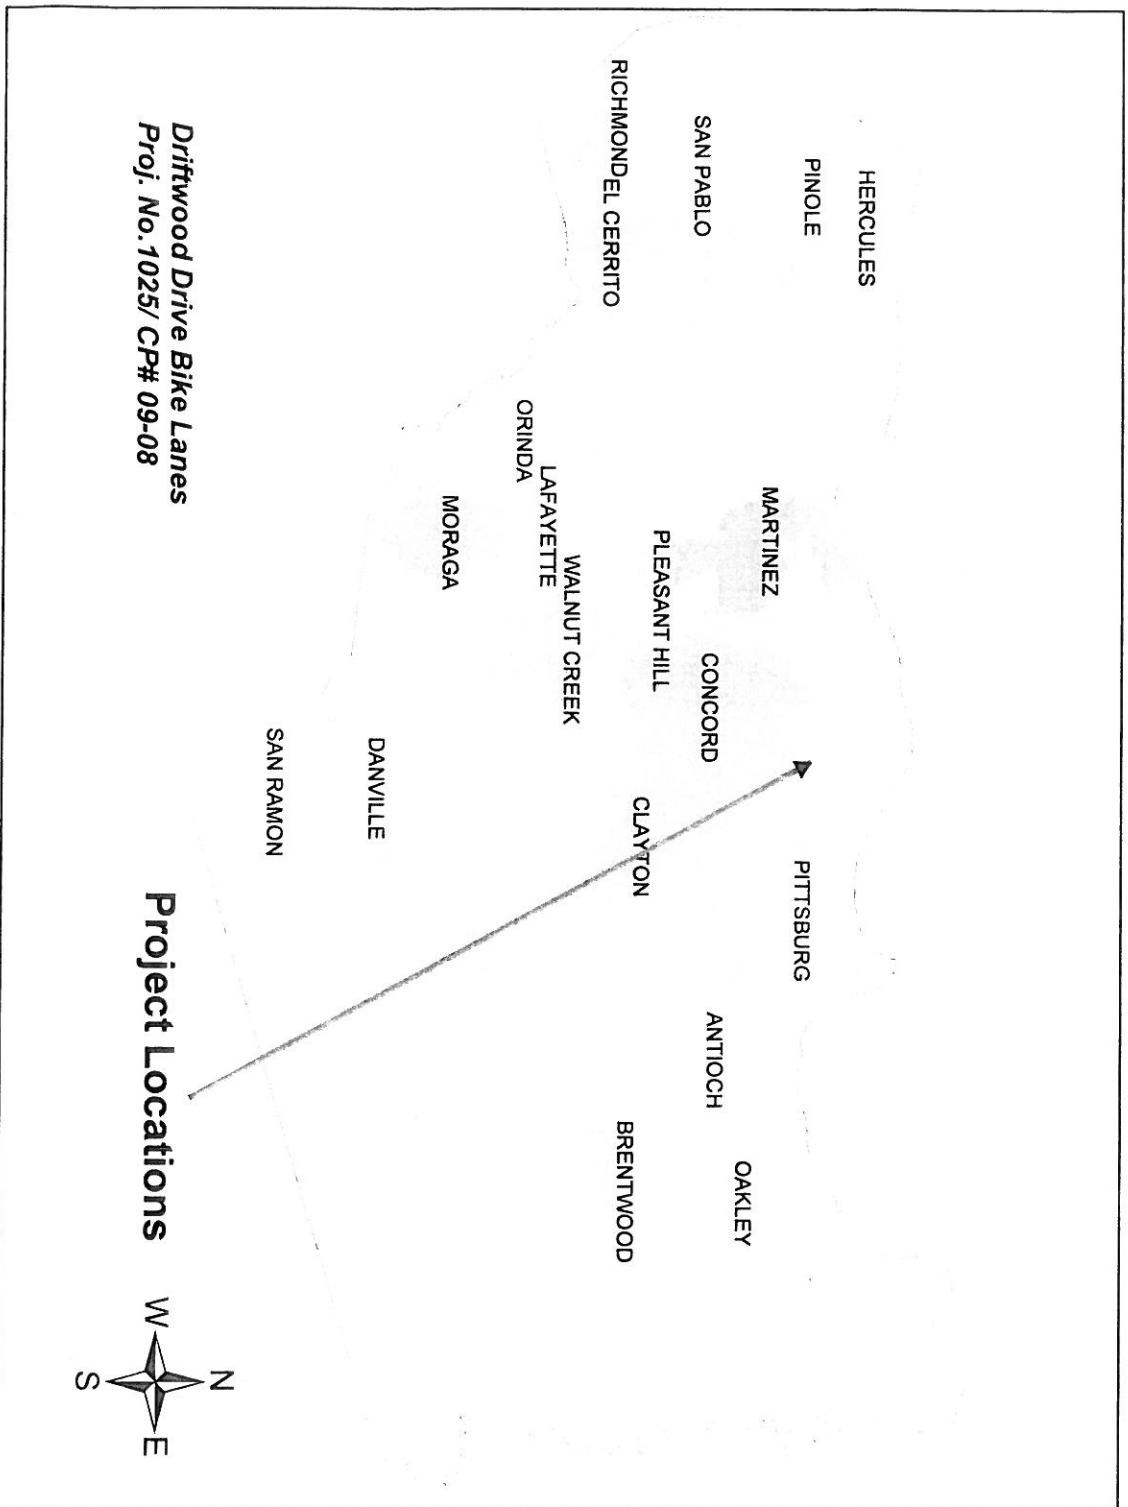 HERCULES
PINOLE
SAN PABLO
RICHMOND
EL CERRITO
MARTINEZ
CONCORD
PLEASANT HILL
WALNUT CREEK
LAFAYETTE
ORINDA
MORAGA
PITTSBURG
OAKLEY
ANTIOCH
CLAYTON
BRENTWOOD
DANVILLE
SAN RAMON
Driftwood Drive Bike Lanes
Proj. No.1025/ CP# 09-08
Project Locations
N
W
E
S